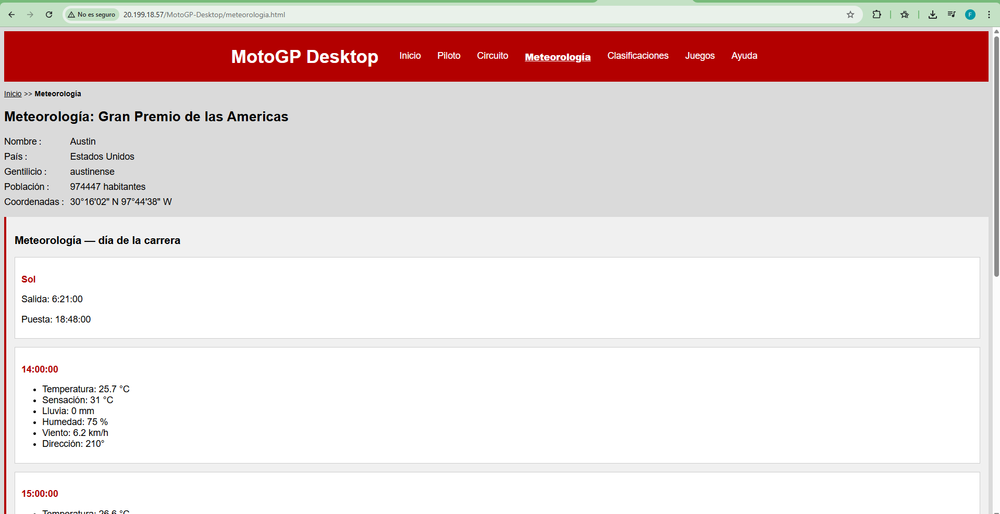 No es seguro 20.199.18.57/MotoGP-Desktop/meteorologia.html F
MotoGP Desktop Inicio Piloto Circuito Meteorología Clasificaciones Juegos Ayuda
Inicio >> Meteorología
Meteorología: Gran Premio de las Americas
Nombre : Austin
País : Estados Unidos
Gentilicio : austinense
Población : 974447 habitantes
Coordenadas : 30°16'02" N 97°44'38" W
Meteorología — día de la carrera
Sol
Salida: 6:21:00
Puesta: 18:48:00
14:00:00
• Temperatura: 25.7 °C
• Sensación: 31 °C
• Lluvia: 0 mm
• Humedad: 75 %
• Viento: 6.2 km/h
• Dirección: 210°
15:00:00
• Temperatura: 26.6 °C